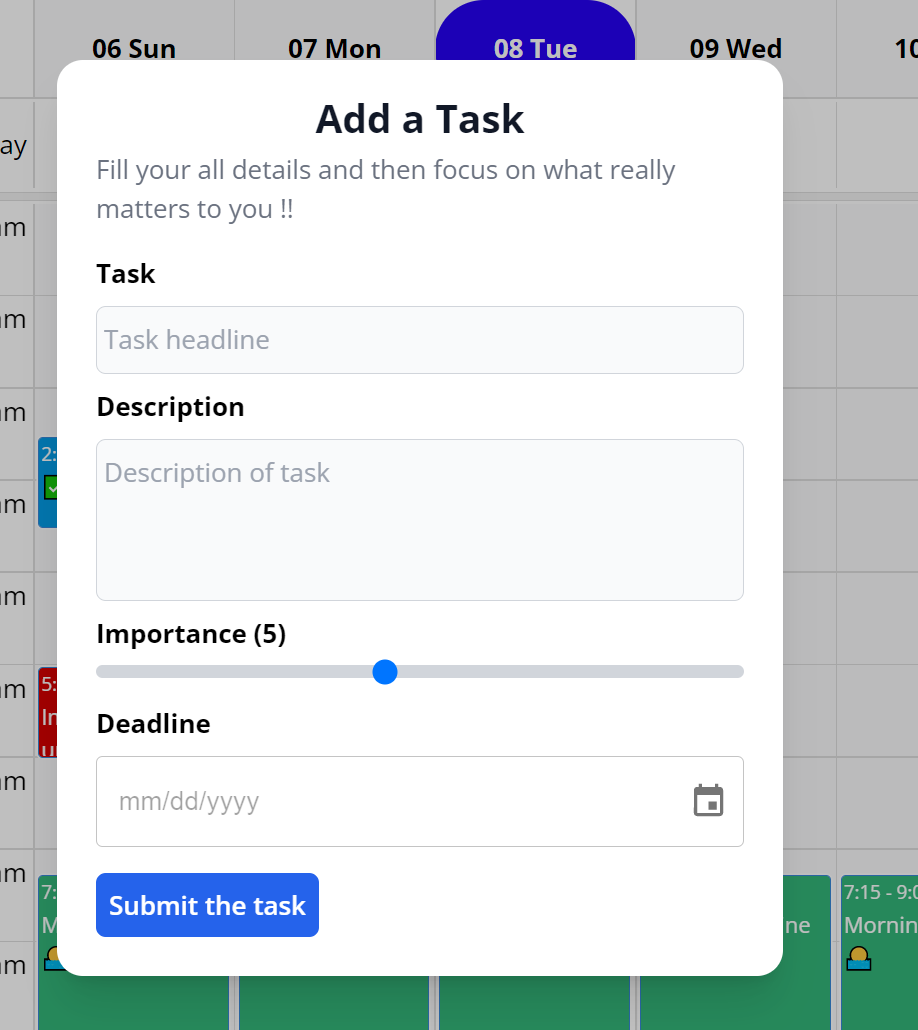 06 Sun
07 Mon
08 Tue
09 Wed
10
ay
am
am
am
am
am
am
am
am
am
Add a Task
Fill your all details and then focus on what really
matters to you !!
Task
Task headline
Description
Description of task
Importance (5)
Deadline
mm/dd/yyyy
Submit the task
2:
5:
In
7:
M
ne
7:15 - 9:0
Mornin